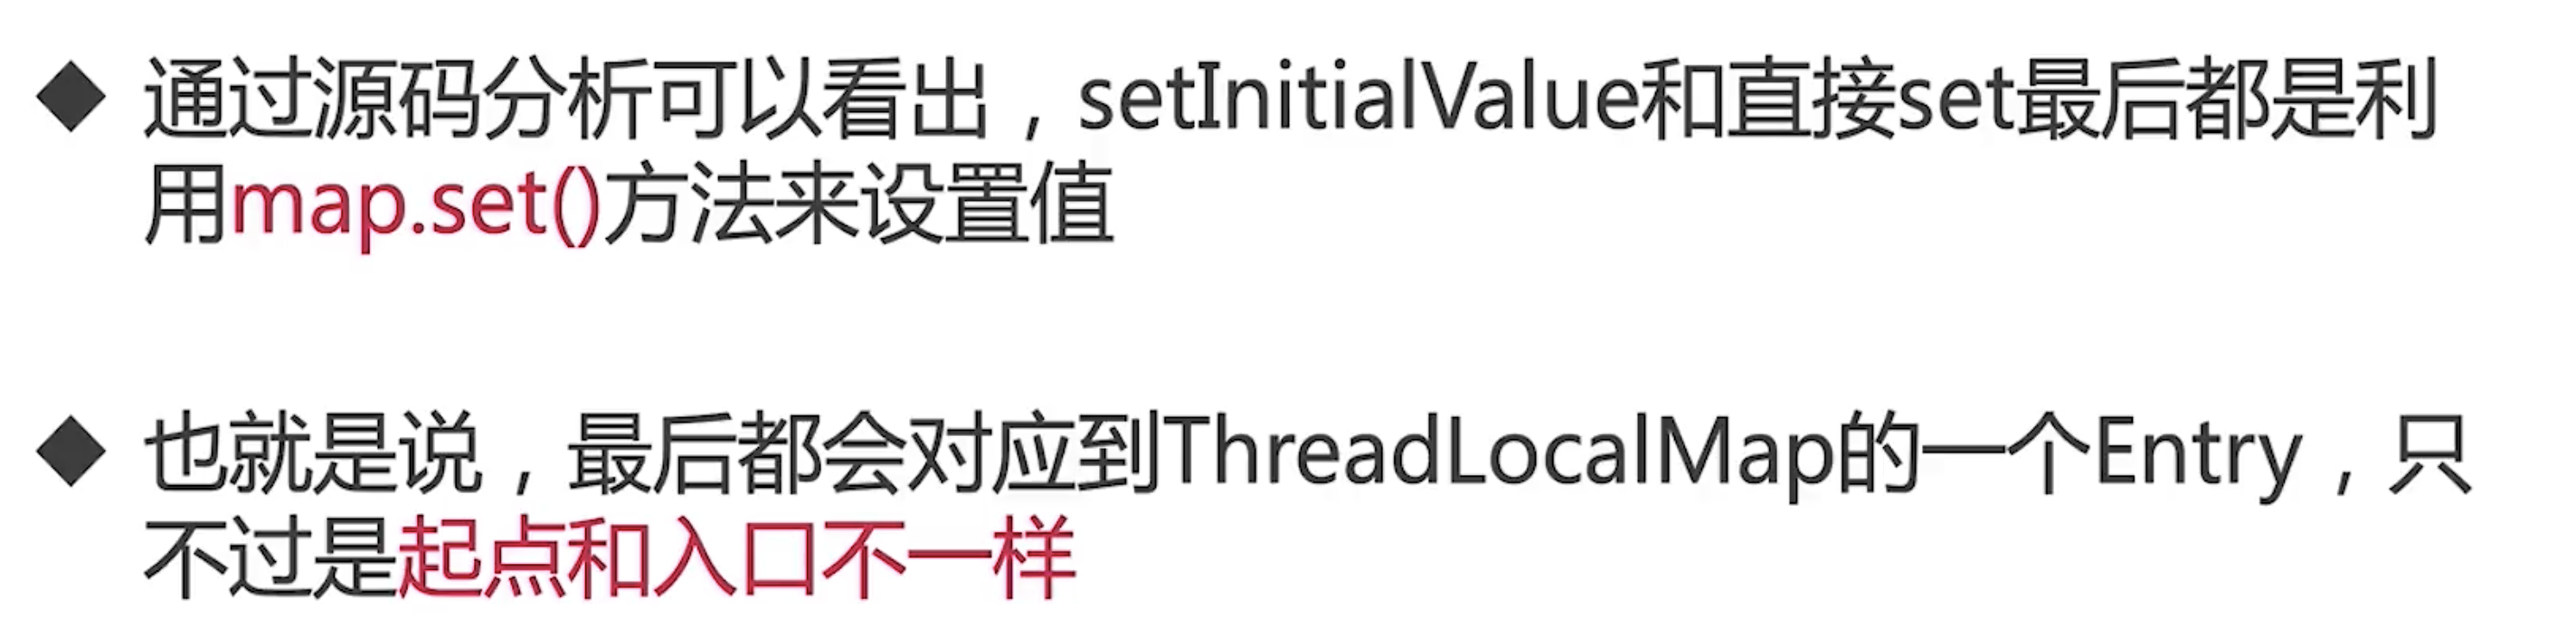 ◆ 通过源码分析可以看出，setInitialValue和直接set最后都是利
用map.set()方法来设置值
◆ 也就是说，最后都会对应到ThreadLocalMap的一个Entry，只
不过是起点和入口不一样